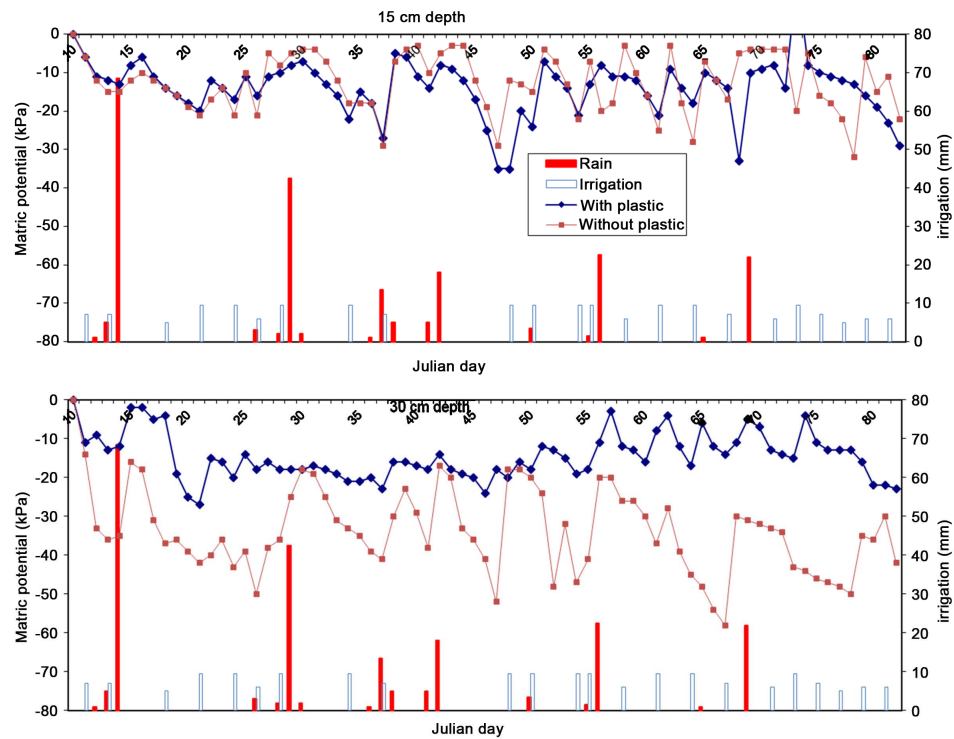 15 cm depth
0 10 15 20 25 30 35 40 45 50 55 60 65 70 75 80 80
-10 70
-20 60
-30 50
-40 40
-50 30
-60 20
-70 10
-80 0
Matric potential (kPa)
irrigation (mm)
Rain
Irrigation
With plastic
Without plastic
Julian day
30 cm depth
0 10 15 20 25 30 35 40 45 50 55 60 65 70 75 80 80
-10 70
-20 60
-30 50
-40 40
-50 30
-60 20
-70 10
-80 0
Matric potential (kPa)
irrigation (mm)
Julian day